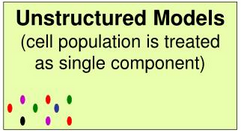 Unstructured Models
(cell population is treated
as single component)